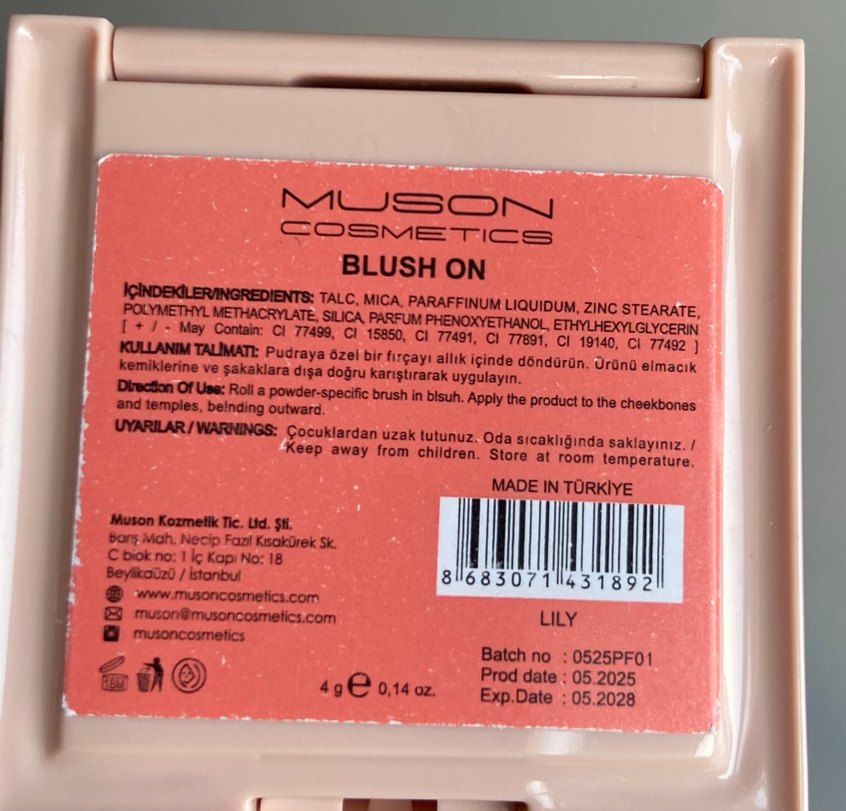 MUSON
COSMETICS
BLUSH ON
İÇİNDEKİLER/INGREDIENTS: TALC, MICA, PARAFFINUM LIQUIDUM, ZINC STEARATE,
POLYMETHYL METHACRYLATE, SILICA, PARFUM PHENOXYETHANOL, ETHYLHEXYLGLYCERIN
[ + / - May Contain: CI 77499, CI 15850, CI 77491, CI 77891, CI 19140, CI 77492 ]
KULLANIM TALİMATI: Pudraya özel bir fırçayı allık içinde döndürün. Ürünü elmacık
kemiklerine ve şakaklara dışa doğru karıştırarak uygulayın.
Direction Of Use: Roll a powder-specific brush in blsuh. Apply the product to the cheekbones
and temples, belnding outward.
UYARILAR / WARNINGS: Çocuklardan uzak tutunuz. Oda sıcaklığında saklayınız. /
Keep away from children. Store at room temperature.
MADE IN TÜRKİYE
8 683071 431892
LILY
Muson Kozmetik Tic. Ltd. Şti.
Barış Mah. Necip Fazıl Kısakürek Sk.
C blok no: 1 İç Kapı No: 18
Beylikdüzü / İstanbul
www.musoncosmetics.com
muson@musoncosmetics.com
musoncosmetics
18M
4 g e 0,14 oz.
Batch no : 0525PF01
Prod date : 05.2025
Exp.Date : 05.2028